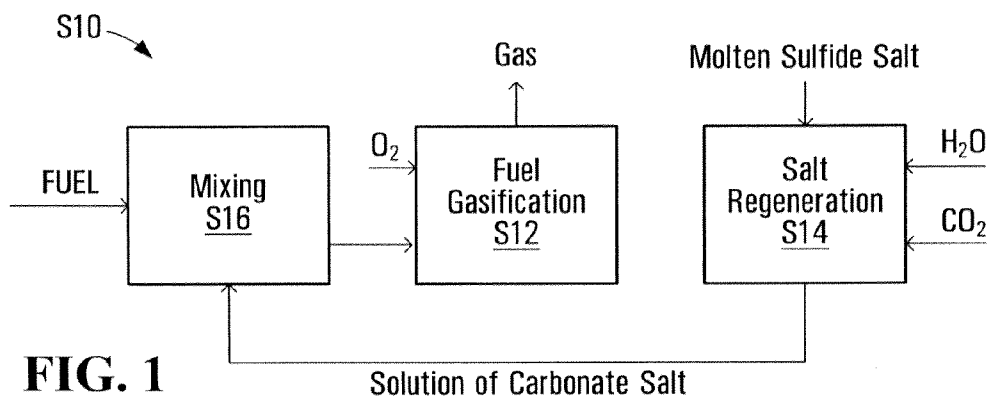 S10
Gas
Molten Sulfide Salt
FUEL
Mixing
S16
O₂
Fuel
Gasification
S12
Salt
Regeneration
S14
H₂O
CO₂
FIG. 1
Solution of Carbonate Salt